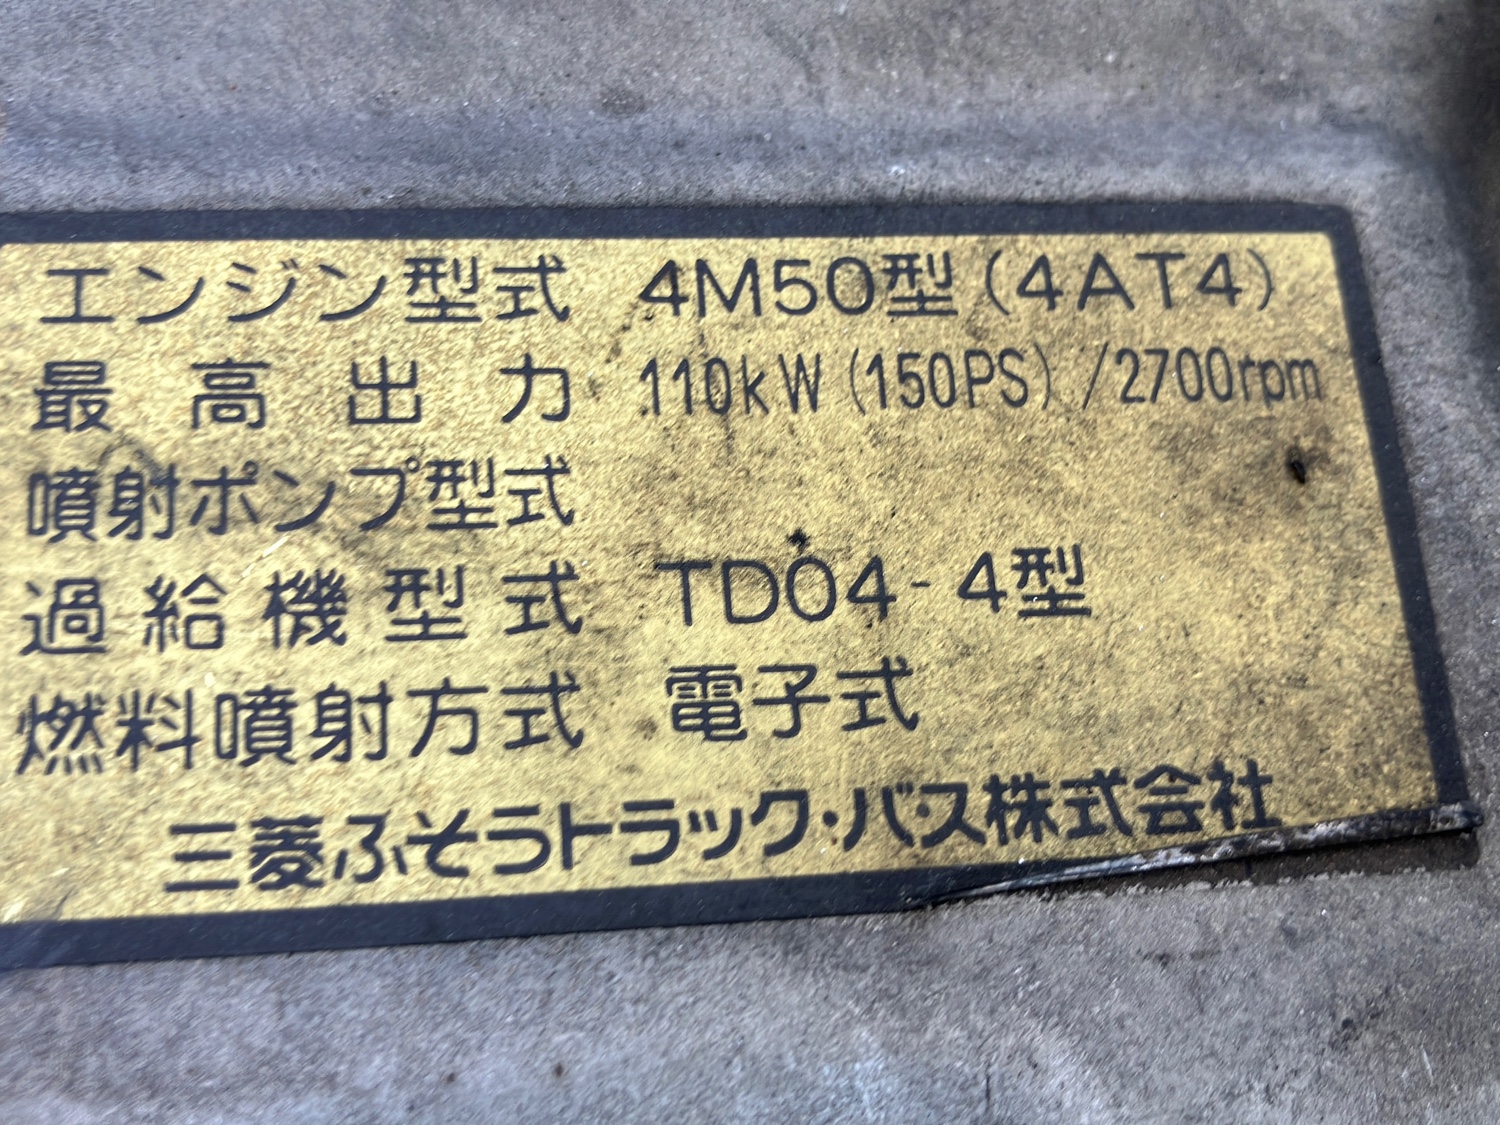 エンジン型式 4M50型(4AT4)
最高出力 110kW(150PS)/2700rpm
噴射ポンプ型式
過給機型式 TD04-4型
燃料噴射方式 電子式
三菱ふそうトラック・バス株式会社